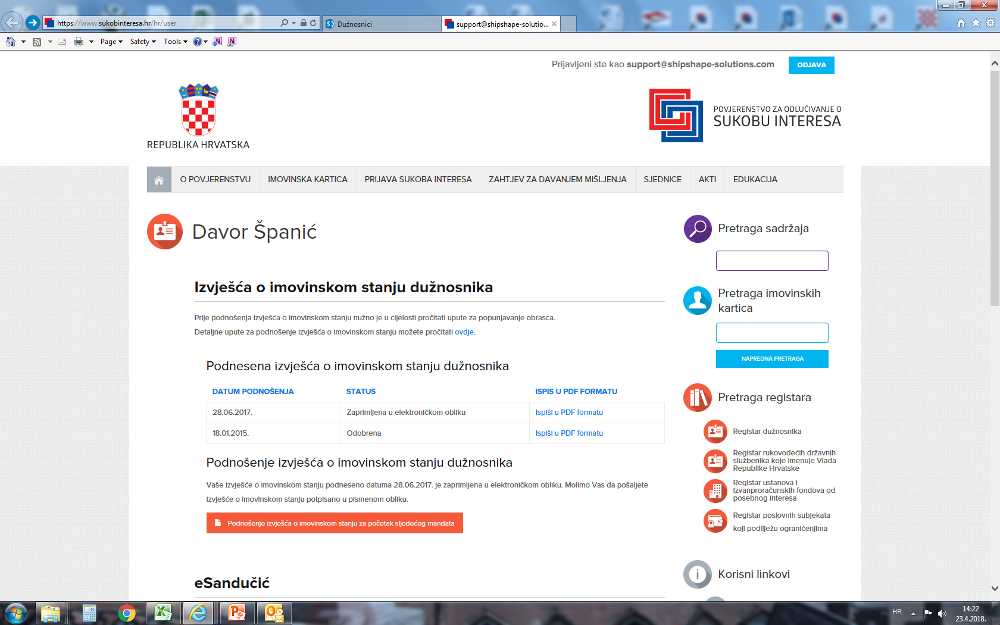 https://www.sukobinteresa.hr/hr/user
Dužnosnici
support@shipshape-solutio...
Page
Safety
Tools
Prijavljeni ste kao support@shipshape-solutions.com
ODJAVA
REPUBLIKA HRVATSKA
POVJERENSTVO ZA ODLUČIVANJE O
SUKOBU INTERESA
O POVJERENSTVU
IMOVINSKA KARTICA
PRIJAVA SUKOBA INTERESA
ZAHTJEV ZA DAVANJEM MIŠLJENJA
SJEDNICE
AKTI
EDUKACIJA
Davor Španić
Izvješća o imovinskom stanju dužnosnika
Prije podnošenja izvješća o imovinskom stanju nužno je u cijelosti pročitati upute za popunjavanje obrasca.
Detaljne upute za podnošenje izvješća o imovinskom stanju možete pročitati ovdje.
Podnesena izvješća o imovinskom stanju dužnosnika
DATUM PODNOŠENJA STATUS ISPIS U PDF FORMATU
28.06.2017. Zaprimljena u elektroničkom obliku Ispiši u PDF formatu
18.01.2015. Odobrena Ispiši u PDF formatu
Podnošenje izvješća o imovinskom stanju dužnosnika
Vaše izvješće o imovinskom stanju podneseno datuma 28.06.2017. je zaprimljena u elektroničkom obliku. Molimo Vas da pošaljete
izvješće o imovinskom stanju potpisano u pismenom obliku.
Podnošenje izvješća o imovinskom stanju za početak sljedećeg mandata
eSandučić
Pretraga sadržaja
Pretraga imovinskih
kartica
NAPREDNA PRETRAGA
Pretraga registara
Registar dužnosnika
Registar rukovodećih državnih
službenika koje imenuje Vlada
Republike Hrvatske
Registar ustanova i
izvanproračunskih fondova od
posebnog interesa
Registar poslovnih subjekata
koji podliježu ograničenjima
Korisni linkovi
HR
14:22
23.4.2018.